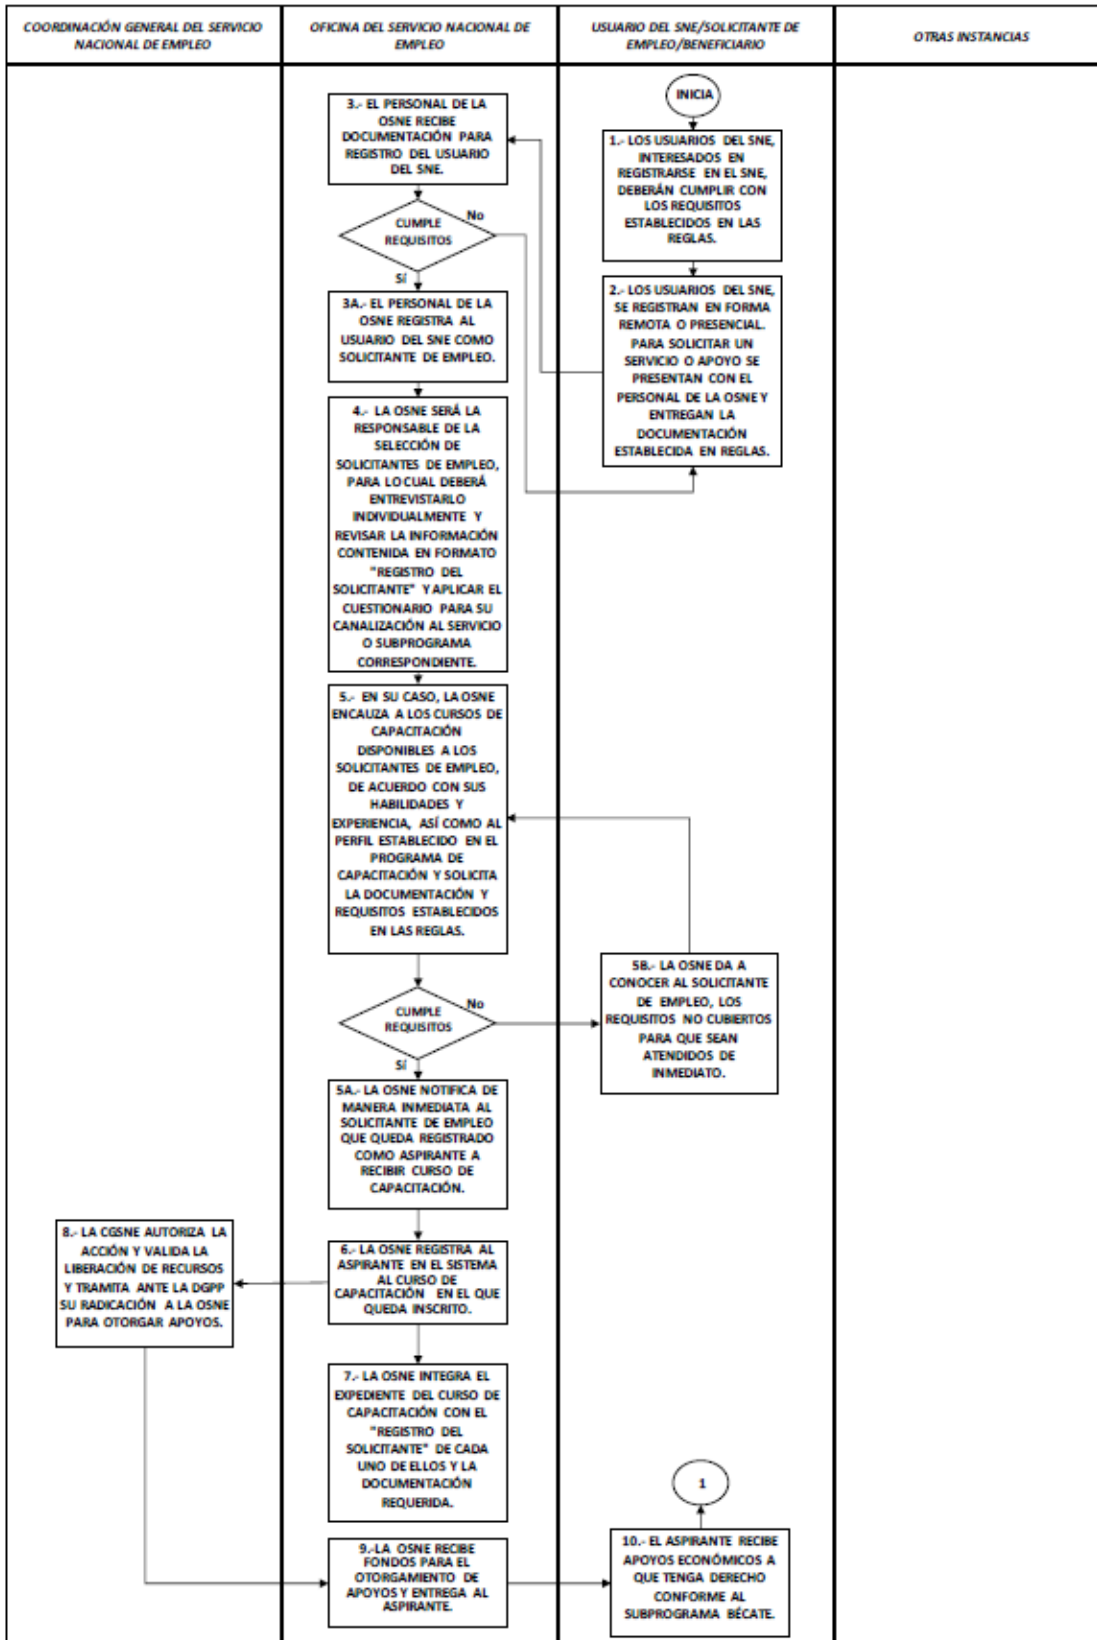 COORDINACIÓN GENERAL DEL SERVICIO
NACIONAL DE EMPLEO
OFICINA DEL SERVICIO NACIONAL DE
EMPLEO
USUARIO DEL SNE/SOLICITANTE DE
EMPLEO/BENEFICIARIO
OTRAS INSTANCIAS
INICIA
1.- LOS USUARIOS DEL SNE,
INTERESADOS EN
REGISTRARSE EN EL SNE,
DEBERÁN CUMPLIR CON
LOS REQUISITOS
ESTABLECIDOS EN LAS
REGLAS.
2.- LOS USUARIOS DEL SNE,
SE REGISTRAN EN FORMA
REMOTA O PRESENCIAL.
PARA SOLICITAR UN
SERVICIO O APOYO SE
PRESENTAN CON EL
PERSONAL DE LA OSNE Y
ENTREGAN LA
DOCUMENTACIÓN
ESTABLECIDA EN REGLAS.
3.- EL PERSONAL DE LA
OSNE RECIBE
DOCUMENTACIÓN PARA
REGISTRO DEL USUARIO
DEL SNE.
CUMPLE
REQUISITOS
No
Sí
3A.- EL PERSONAL DE LA
OSNE REGISTRA AL
USUARIO DEL SNE COMO
SOLICITANTE DE EMPLEO.
4.- LA OSNE SERÁ LA
RESPONSABLE DE LA
SELECCIÓN DE
SOLICITANTES DE EMPLEO,
PARA LO CUAL DEBERÁ
ENTREVISTARLO
INDIVIDUALMENTE Y
REVISAR LA INFORMACIÓN
CONTENIDA EN FORMATO
"REGISTRO DEL
SOLICITANTE" Y APLICAR EL
CUESTIONARIO PARA SU
CANALIZACIÓN AL SERVICIO
O SUBPROGRAMA
CORRESPONDIENTE.
5.- EN SU CASO, LA OSNE
ENCAUZA A LOS CURSOS DE
CAPACITACIÓN
DISPONIBLES A LOS
SOLICITANTES DE EMPLEO,
DE ACUERDO CON SUS
HABILIDADES Y
EXPERIENCIA, ASÍ COMO AL
PERFIL ESTABLECIDO EN EL
PROGRAMA DE
CAPACITACIÓN Y SOLICITA
LA DOCUMENTACIÓN Y
REQUISITOS ESTABLECIDOS
EN LAS REGLAS.
CUMPLE
REQUISITOS
No
Sí
5B.- LA OSNE DA A
CONOCER AL SOLICITANTE
DE EMPLEO, LOS
REQUISITOS NO CUBIERTOS
PARA QUE SEAN
ATENDIDOS DE
INMEDIATO.
5A.- LA OSNE NOTIFICA DE
MANERA INMEDIATA AL
SOLICITANTE DE EMPLEO
QUE QUEDA REGISTRADO
COMO ASPIRANTE A
RECIBIR CURSO DE
CAPACITACIÓN.
6.- LA OSNE REGISTRA AL
ASPIRANTE EN EL SISTEMA
AL CURSO DE
CAPACITACIÓN EN EL QUE
QUEDA INSCRITO.
8.- LA CGSNE AUTORIZA LA
ACCIÓN Y VALIDA LA
LIBERACIÓN DE RECURSOS
Y TRAMITA ANTE LA DGPP
SU RADICACIÓN A LA OSNE
PARA OTORGAR APOYOS.
7.- LA OSNE INTEGRA EL
EXPEDIENTE DEL CURSO DE
CAPACITACIÓN CON EL
"REGISTRO DEL
SOLICITANTE" DE CADA
UNO DE ELLOS Y LA
DOCUMENTACIÓN
REQUERIDA.
9.-LA OSNE RECIBE
FONDOS PARA EL
OTORGAMIENTO DE
APOYOS Y ENTREGA AL
ASPIRANTE.
10.- EL ASPIRANTE RECIBE
APOYOS ECONÓMICOS A
QUE TENGA DERECHO
CONFORME AL
SUBPROGRAMA BÉCATE.
1